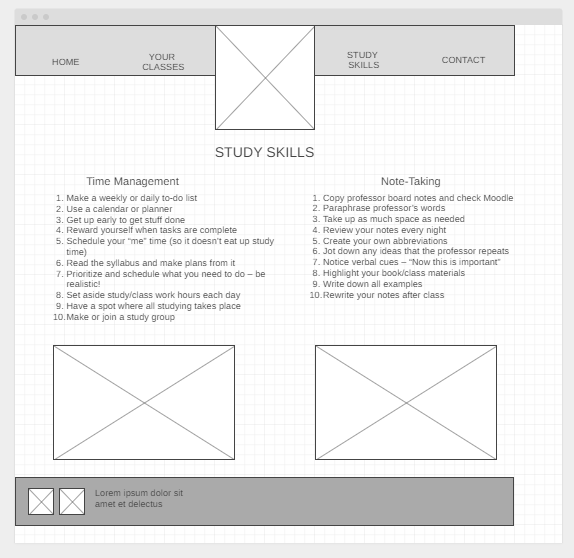 HOME
YOUR
CLASSES
STUDY
SKILLS
CONTACT
STUDY SKILLS
Time Management
1. Make a weekly or daily to-do list
2. Use a calendar or planner
3. Get up early to get stuff done
4. Reward yourself when tasks are complete
5. Schedule your “me” time (so it doesn’t eat up study
time)
6. Read the syllabus and make plans from it
7. Prioritize and schedule what you need to do – be
realistic!
8. Set aside study/class work hours each day
9. Have a spot where all studying takes place
10. Make or join a study group
Note-Taking
1. Copy professor board notes and check Moodle
2. Paraphrase professor’s words
3. Take up as much space as needed
4. Review your notes every night
5. Create your own abbreviations
6. Jot down any ideas that the professor repeats
7. Notice verbal cues – “Now this is important”
8. Highlight your book/class materials
9. Write down all examples
10. Rewrite your notes after class
Lorem ipsum dolor sit
amet et delectus